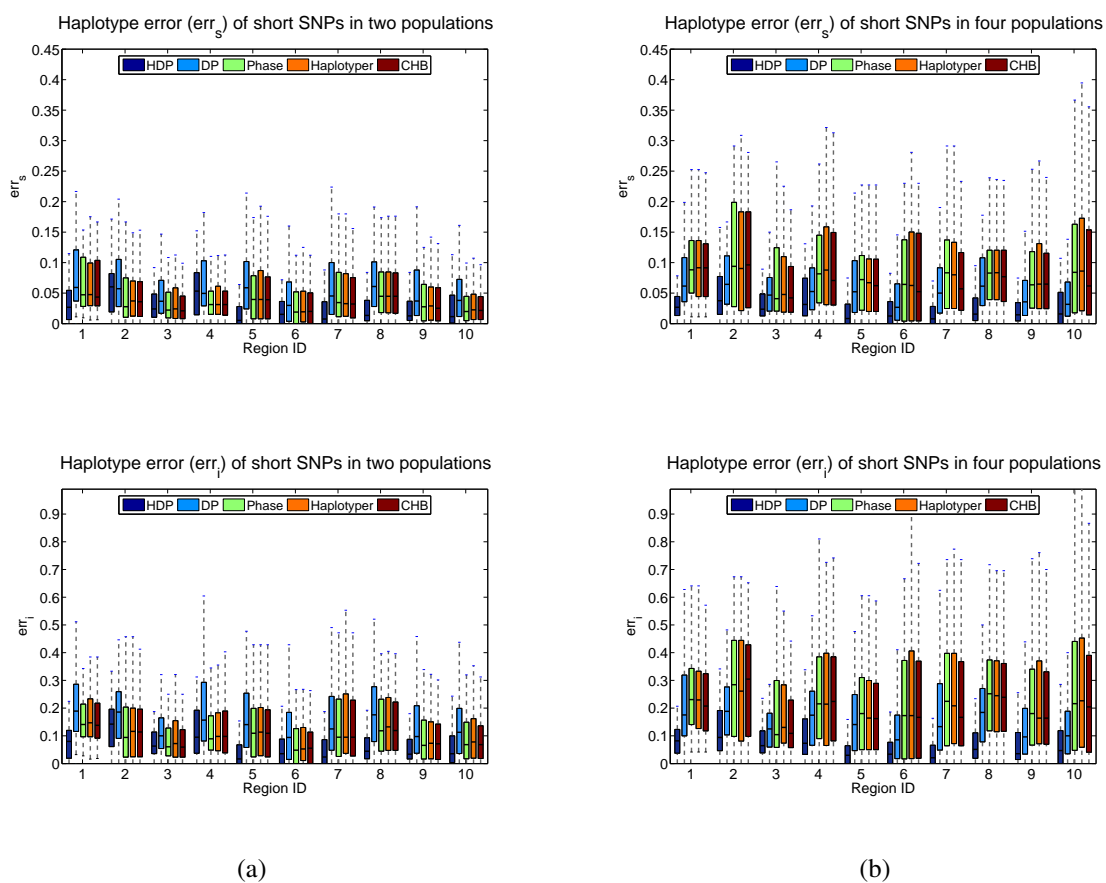 Haplotype error (err_s) of short SNPs in two populations
0.45
HDP DP Phase Haplotyper CHB
0.4
0.35
0.3
0.25
0.2
0.15
0.1
0.05
0
err_s
1 2 3 4 5 6 7 8 9 10
Region ID
Haplotype error (err_s) of short SNPs in four populations
0.45
HDP DP Phase Haplotyper CHB
0.4
0.35
0.3
0.25
0.2
0.15
0.1
0.05
0
err_s
1 2 3 4 5 6 7 8 9 10
Region ID
Haplotype error (err_i) of short SNPs in two populations
HDP DP Phase Haplotyper CHB
0.9
0.8
0.7
0.6
0.5
0.4
0.3
0.2
0.1
0
err_i
1 2 3 4 5 6 7 8 9 10
Region ID
Haplotype error (err_i) of short SNPs in four populations
HDP DP Phase Haplotyper CHB
0.9
0.8
0.7
0.6
0.5
0.4
0.3
0.2
0.1
0
err_i
1 2 3 4 5 6 7 8 9 10
Region ID
(a)
(b)